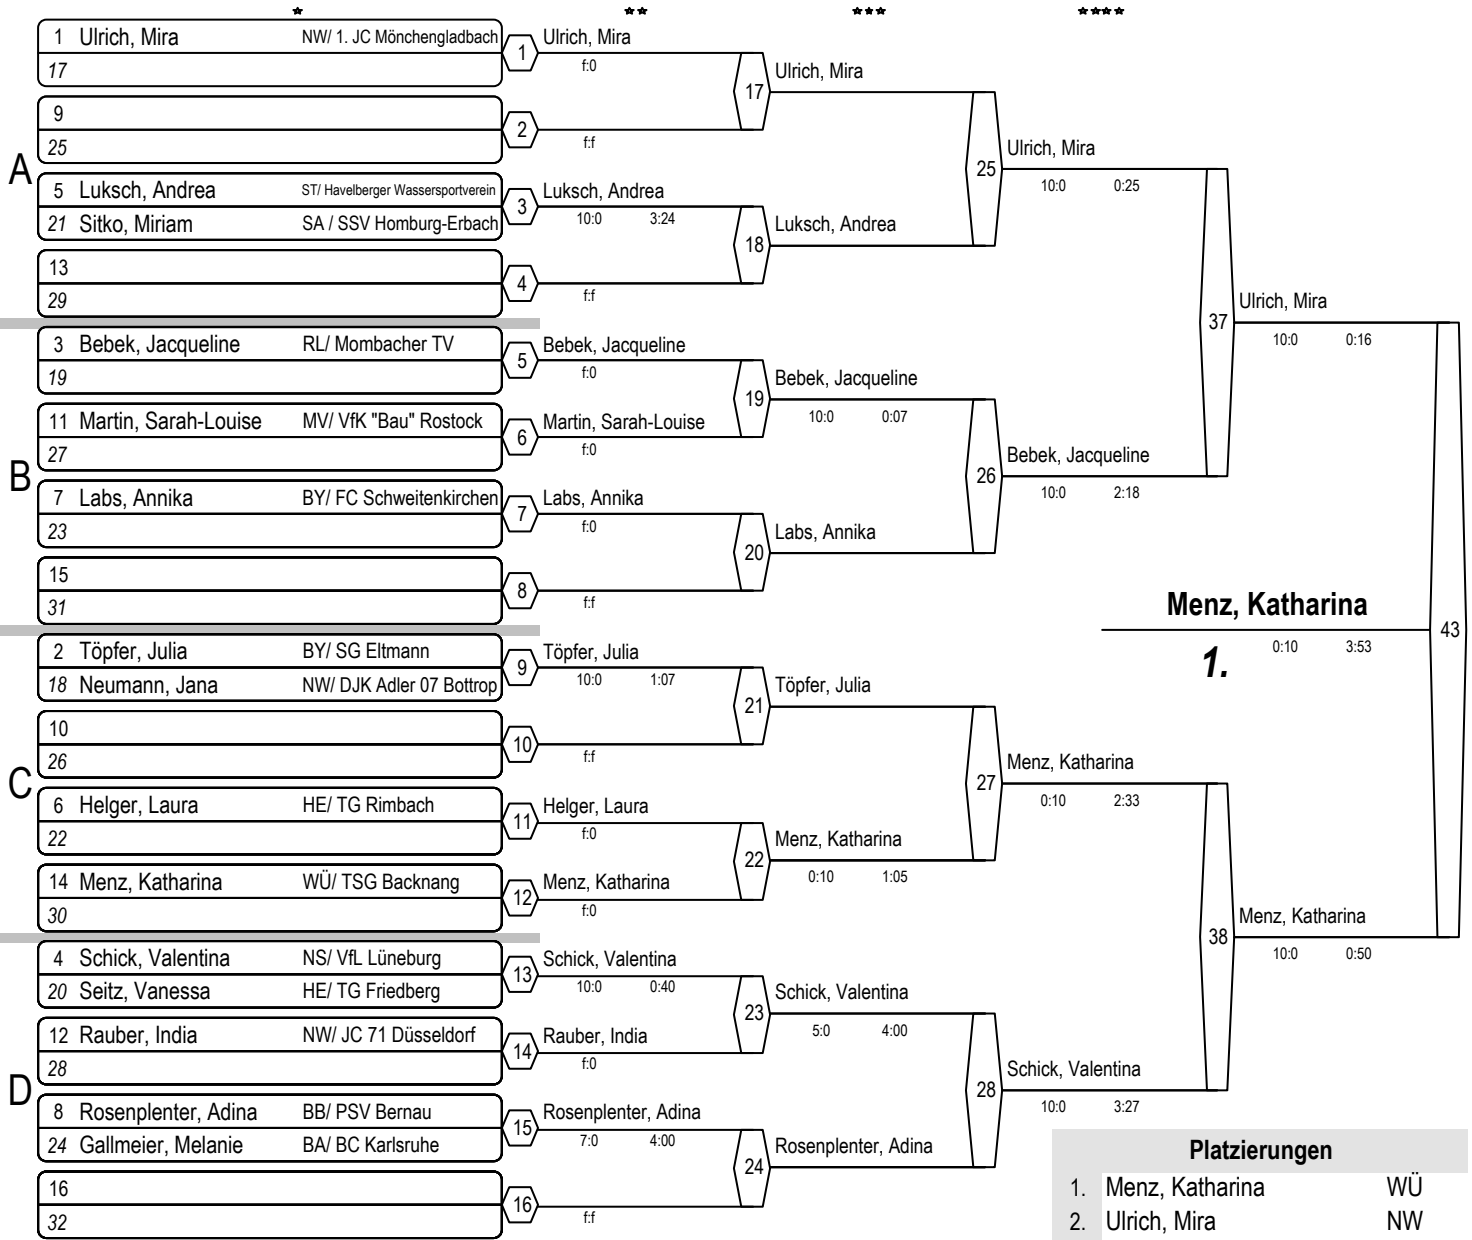 * ** *** ****
A
1 Ulrich, Mira NW/ 1. JC Mönchengladbach
17
1
9
25
2
5 Luksch, Andrea ST/ Havelberger Wassersportverein
21 Sitko, Miriam SA / SSV Homburg-Erbach
3
13
29
4
B
3 Bebek, Jacqueline RL/ Mombacher TV
19
5
11 Martin, Sarah-Louise MV/ VfK "Bau" Rostock
27
6
7 Labs, Annika BY/ FC Schweitenkirchen
23
7
15
31
8
C
2 Töpfer, Julia BY/ SG Eltmann
18 Neumann, Jana NW/ DJK Adler 07 Bottrop
9
10
26
10
6 Helger, Laura HE/ TG Rimbach
22
11
14 Menz, Katharina WÜ/ TSG Backnang
30
12
D
4 Schick, Valentina NS/ VfL Lüneburg
20 Seitz, Vanessa HE/ TG Friedberg
13
12 Rauber, India NW/ JC 71 Düsseldorf
28
14
8 Rosenplenter, Adina BB/ PSV Bernau
24 Gallmeier, Melanie BA/ BC Karlsruhe
15
16
32
16
Ulrich, Mira
f:0
f:f
17
Luksch, Andrea
10:0 3:24
f:f
18
Bebek, Jacqueline
f:0
Martin, Sarah-Louise
f:0
19
Labs, Annika
f:0
f:f
20
Töpfer, Julia
10:0 1:07
f:f
21
Helger, Laura
f:0
Menz, Katharina
f:0
22
Schick, Valentina
10:0 0:40
Rauber, India
f:0
23
Rosenplenter, Adina
7:0 4:00
f:f
24
Ulrich, Mira
Luksch, Andrea
25
Bebek, Jacqueline
10:0 0:07
Labs, Annika
26
Töpfer, Julia
Menz, Katharina
0:10 1:05
27
Schick, Valentina
5:0 4:00
Rosenplenter, Adina
28
Ulrich, Mira
10:0 0:25
Bebek, Jacqueline
10:0 2:18
37
Menz, Katharina
0:10 2:33
Schick, Valentina
10:0 3:27
38
Ulrich, Mira
10:0 0:16
Menz, Katharina
10:0 0:50
43
Menz, Katharina
1. 0:10 3:53
Platzierungen
1. Menz, Katharina WÜ
2. Ulrich, Mira NW